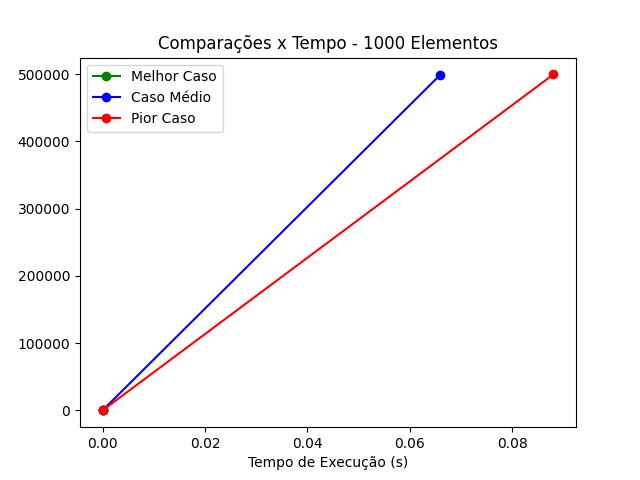 Comparações x Tempo - 1000 Elementos
Melhor Caso
Caso Médio
Pior Caso
500000
400000
300000
200000
100000
0
0.00 0.02 0.04 0.06 0.08
Tempo de Execução (s)